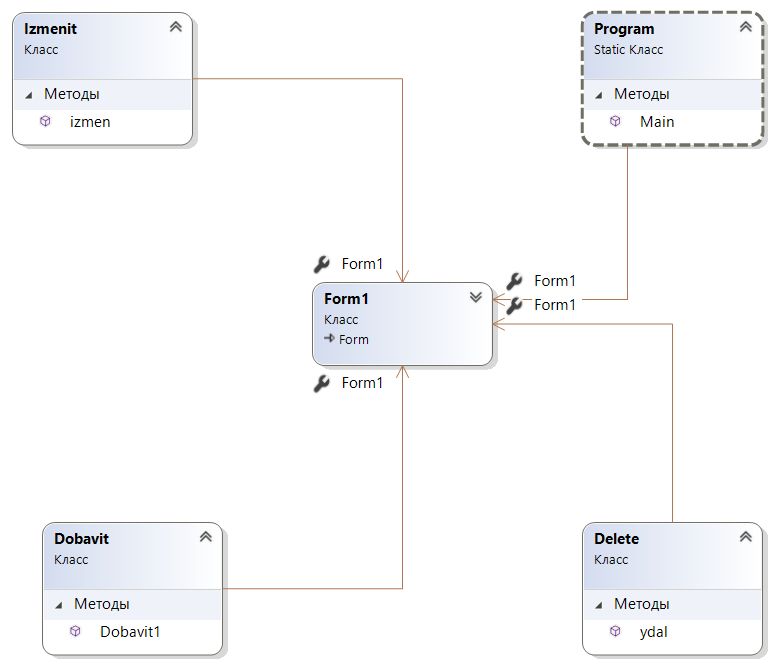 Izmenit
Класс
Методы
izmen
Program
Static Класс
Методы
Main
Form1
Form1
Form1
Form1
Класс
Form
Form1
Dobavit
Класс
Методы
Dobavit1
Delete
Класс
Методы
ydal